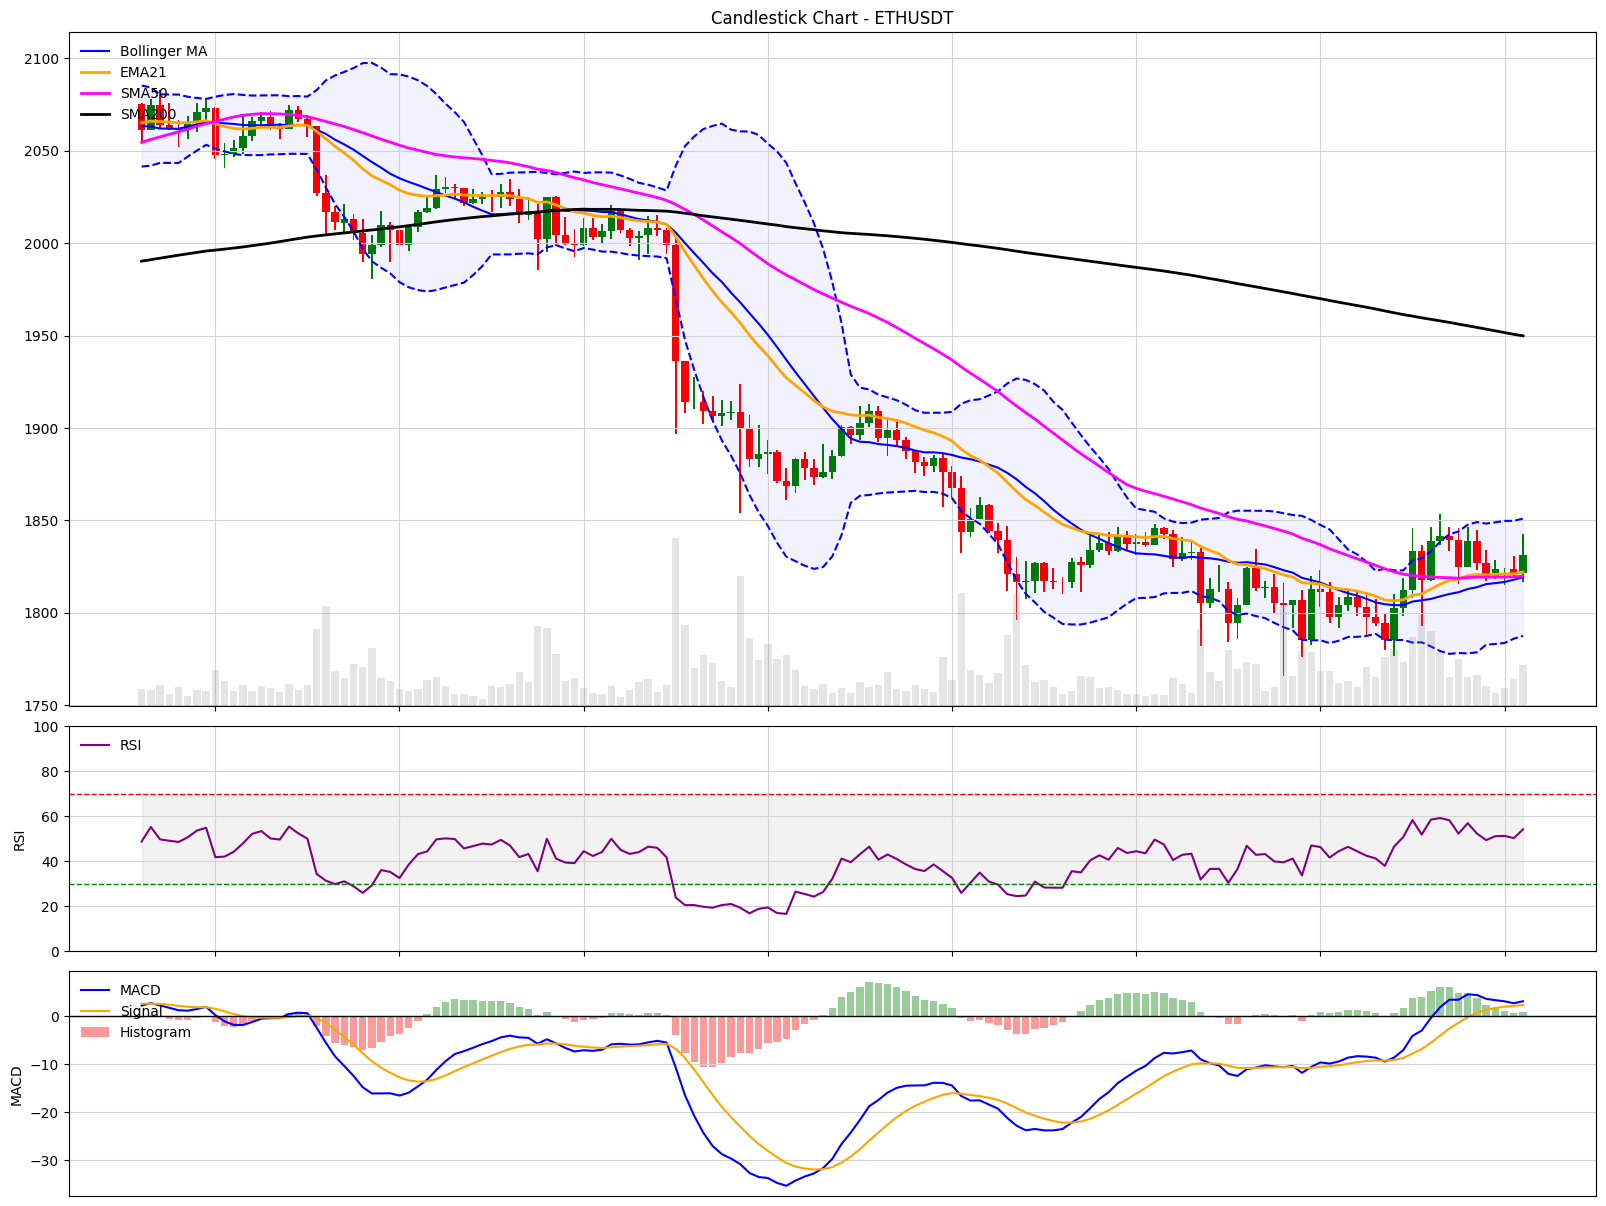 Candlestick Chart - ETHUSDT
2100
2050
2000
1950
1900
1850
1800
1750
Bollinger MA
EMA21
SMA50
SMA200
100
80
60
40
20
0
RSI
RSI
0
−10
−20
−30
MACD
MACD
Signal
Histogram